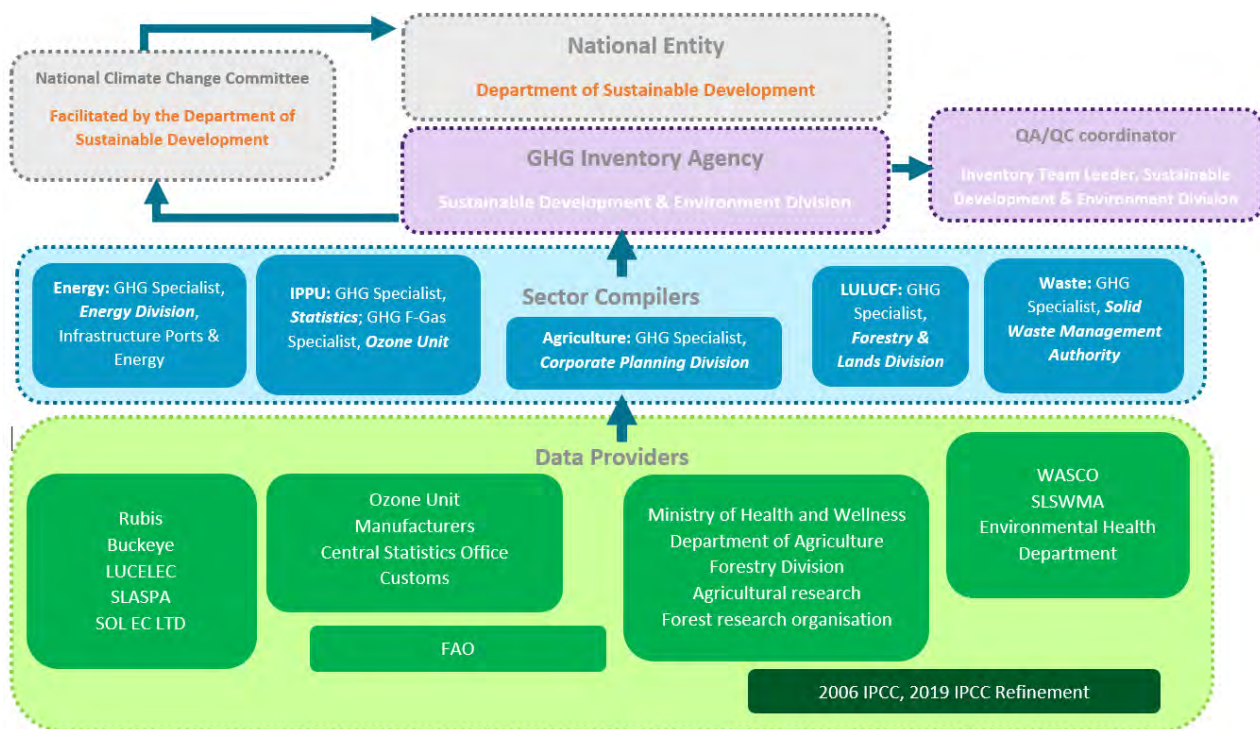 National Entity
Department of Sustainable Development
National Climate Change Committee
Facilitated by the Department of
Sustainable Development
GHG Inventory Agency
Sustainable Development & Environment Division
QA/QC coordinator
Inventory Team Leeder, Sustainable
Development & Environment Division
Sector Compilers
Energy: GHG Specialist,
Energy Division,
Infrastructure Ports &
Energy
IPPU: GHG Specialist,
Statistics; GHG F-Gas
Specialist, Ozone Unit
Agriculture: GHG Specialist,
Corporate Planning Division
LULUCF: GHG
Specialist,
Forestry &
Lands Division
Waste: GHG
Specialist, Solid
Waste Management
Authority
Data Providers
Rubis
Buckeye
LUCELEC
SLASPA
SOL EC LTD
Ozone Unit
Manufacturers
Central Statistics Office
Customs
FAO
Ministry of Health and Wellness
Department of Agriculture
Forestry Division
Agricultural research
Forest research organisation
WASCO
SLSWMA
Environmental Health
Department
2006 IPCC, 2019 IPCC Refinement